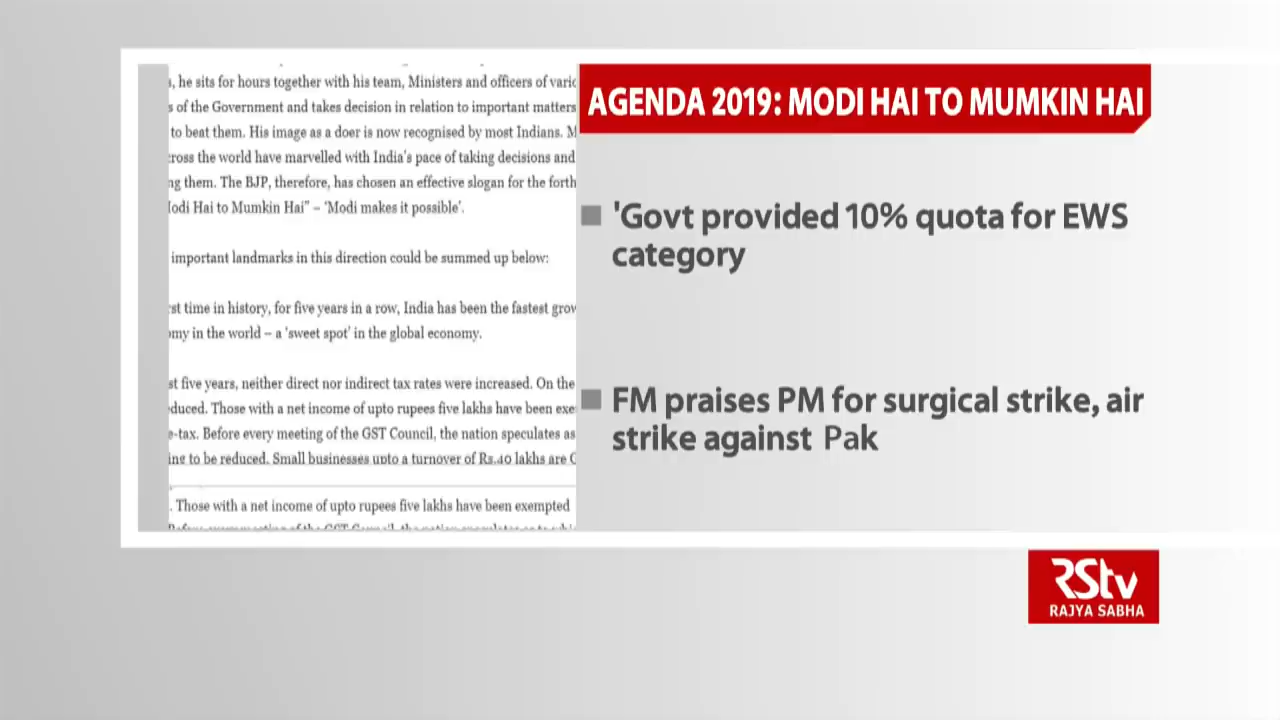 s, he sits for hours together with his team, Ministers and officers of vario
s of the Government and takes decision in relation to important matters
to beat them. His image as a doer is now recognised by most Indians. M
ross the world have marvelled with India's pace of taking decisions and
ng them. The BJP, therefore, has chosen an effective slogan for the forth
odi Hai to Mumkin Hai" – 'Modi makes it possible'.
important landmarks in this direction could be summed up below:
rst time in history, for five years in a row, India has been the fastest grow
omy in the world – a 'sweet spot' in the global economy.
st five years, neither direct nor indirect tax rates were increased. On the
duced. Those with a net income of upto rupees five lakhs have been exe
e-tax. Before every meeting of the GST Council, the nation speculates as
ing to be reduced. Small businesses upto a turnover of Rs.40 lakhs are
. Those with a net income of upto rupees five lakhs have been exempted
AGENDA 2019: MODI HAI TO MUMKIN HAI
'Govt provided 10% quota for EWS
category
FM praises PM for surgical strike, air
strike against Pak
RStv
RAJYA SABHA